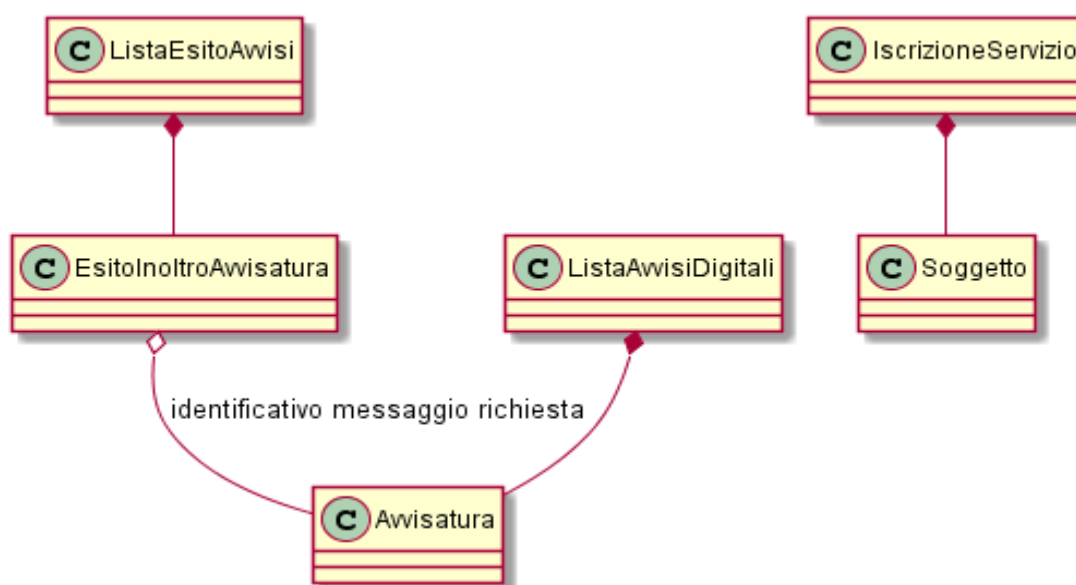 C ListaEsitoAvvisi
C IscrizioneServizio
C EsitoInoltroAvvisatura
C ListaAvvisiDigitali
C Soggetto
identificativo messaggio richiesta
C Avvisatura